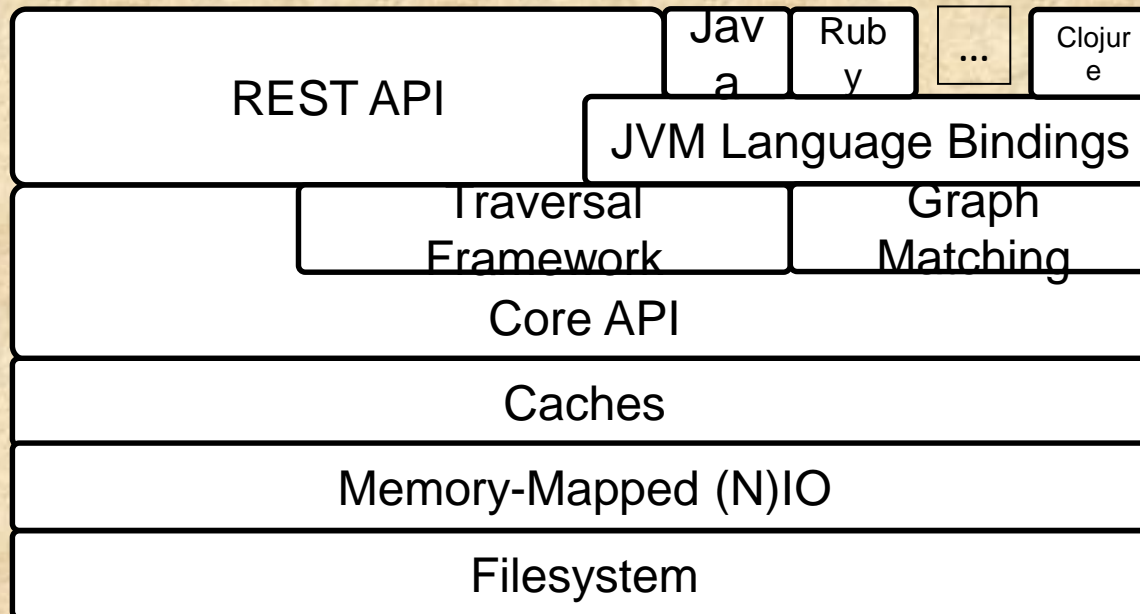 Jav
a
Rub
y
...
Clojur
e
REST API
JVM Language Bindings
Traversal
Framework
Graph
Matching
Core API
Caches
Memory-Mapped (N)IO
Filesystem